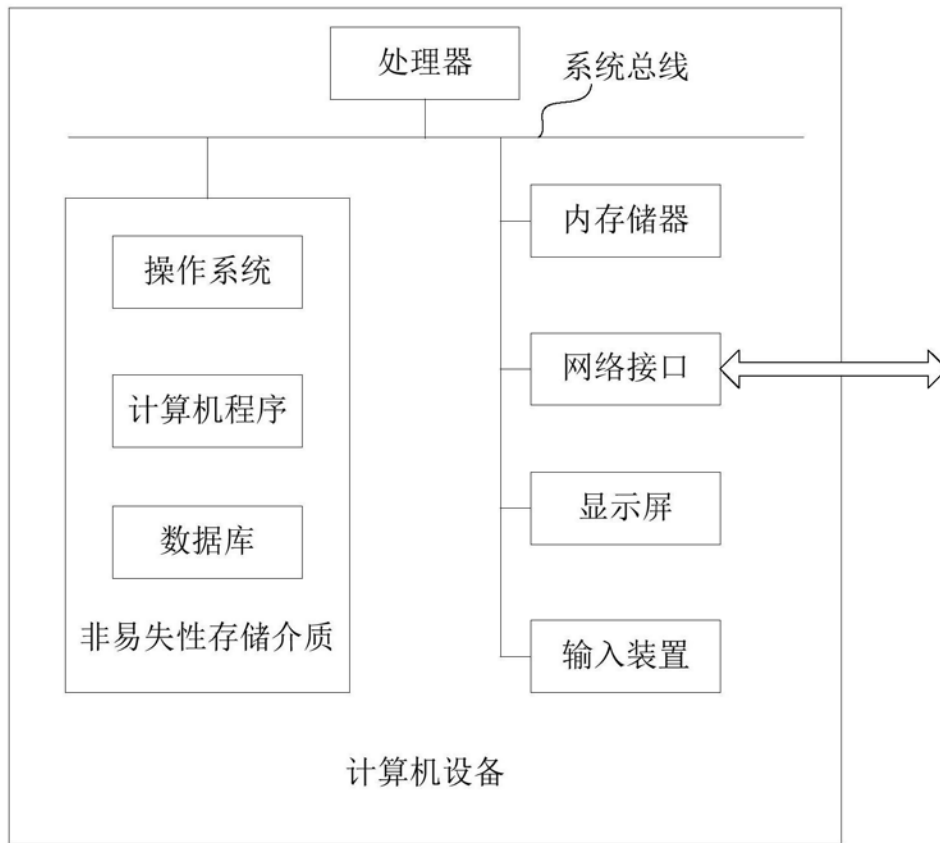 处理器
系统总线
内存储器
操作系统
网络接口
计算机程序
显示屏
数据库
非易失性存储介质
输入装置
计算机设备